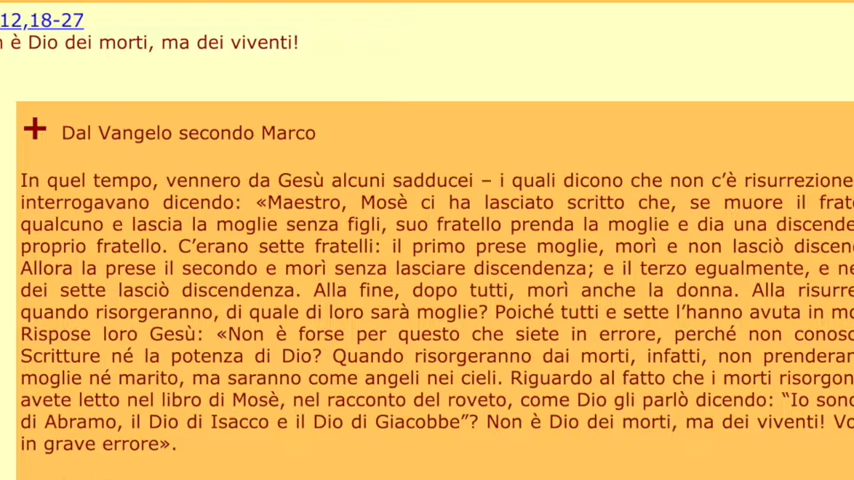 12,18-27
è Dio dei morti, ma dei viventi!
+ Dal Vangelo secondo Marco
In quel tempo, vennero da Gesù alcuni sadducei – i quali dicono che non c’è risurrezione
interrogavano dicendo: «Maestro, Mosè ci ha lasciato scritto che, se muore il
qualcuno e lascia la moglie senza figli, suo fratello prenda la moglie e dia una
proprio fratello. C’erano sette fratelli: il primo prese moglie, morì e non lasciò
Allora la prese il secondo e morì senza lasciare discendenza; e il terzo egualmente, e
dei sette lasciò discendenza. Alla fine, dopo tutti, morì anche la donna. Alla
quando risorgeranno, di quale di loro sarà moglie? Poiché tutti e sette l’hanno avuta in
Rispose loro Gesù: «Non è forse per questo che siete in errore, perché non
Scritture né la potenza di Dio? Quando risorgeranno dai morti, infatti, non
moglie né marito, ma saranno come angeli nei cieli. Riguardo al fatto che i morti
avete letto nel libro di Mosè, nel racconto del roveto, come Dio gli parlò dicendo: “Io
di Abramo, il Dio di Isacco e il Dio di Giacobbe”? Non è Dio dei morti, ma dei viventi!
in grave errore».